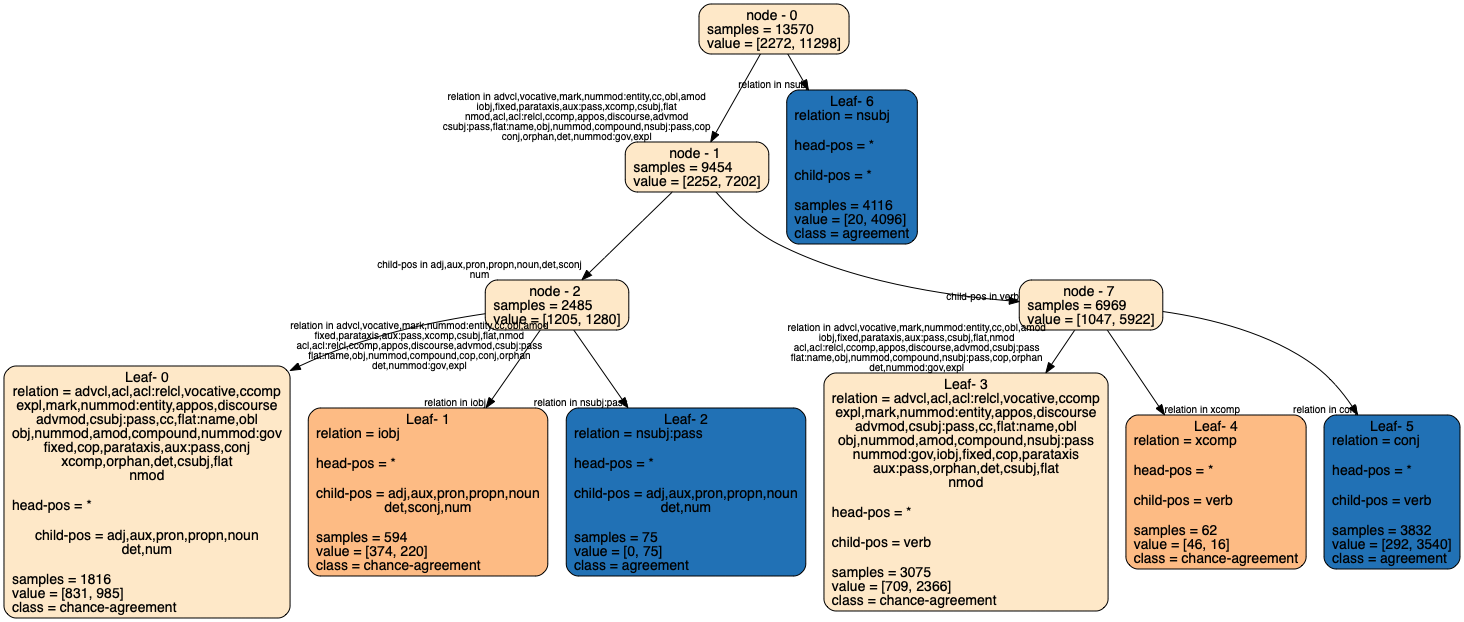 node - 0
samples = 13570
value = [2272, 11298]
relation in nsubj
relation in advcl,vocative,mark,nummod:entity,cc,obl,amod
iobj,fixed,parataxis,aux:pass,xcomp,csubj,flat
nmod,acl,acl:relcl,ccomp,appos,discourse,advmod
csubj:pass,flat:name,obj,nummod,compound,nsubj:pass,cop
conj,orphan,det,nummod:gov,expl
Leaf- 6
relation = nsubj
head-pos = *
child-pos = *
samples = 4116
value = [20, 4096]
class = agreement
node - 1
samples = 9454
value = [2252, 7202]
child-pos in adj,aux,pron,propn,noun,det,sconj
num
child-pos in verb
node - 2
samples = 2485
value = [1205, 1280]
node - 7
samples = 6969
value = [1047, 5922]
relation in advcl,vocative,mark,nummod:entity,cc,obl,amod
fixed,parataxis,aux:pass,xcomp,csubj,flat,nmod
acl,acl:relcl,ccomp,appos,discourse,advmod,csubj:pass
flat:name,obj,nummod,compound,cop,conj,orphan
det,nummod:gov,expl
relation in iobj
relation in nsubj:pass
relation in advcl,vocative,mark,nummod:entity,cc,obl,amod
iobj,fixed,parataxis,aux:pass,csubj,flat,nmod
acl,acl:relcl,ccomp,appos,discourse,advmod,csubj:pass
flat:name,obj,nummod,compound,nsubj:pass,cop,orphan
det,nummod:gov,expl
relation in xcomp
relation in conj
Leaf- 0
relation = advcl,acl,acl:relcl,vocative,ccomp
expl,mark,nummod:entity,appos,discourse
advmod,csubj:pass,cc,flat:name,obl
obj,nummod,amod,compound,nummod:gov
fixed,cop,parataxis,aux:pass,conj
xcomp,orphan,det,csubj,flat
nmod
head-pos = *
child-pos = adj,aux,pron,propn,noun
det,num
samples = 1816
value = [831, 985]
class = chance-agreement
Leaf- 1
relation = iobj
head-pos = *
child-pos = adj,aux,pron,propn,noun
det,sconj,num
samples = 594
value = [374, 220]
class = chance-agreement
Leaf- 2
relation = nsubj:pass
head-pos = *
child-pos = adj,aux,pron,propn,noun
det,num
samples = 75
value = [0, 75]
class = agreement
Leaf- 3
relation = advcl,acl,acl:relcl,vocative,ccomp
expl,mark,nummod:entity,appos,discourse
advmod,csubj:pass,cc,flat:name,obl
obj,nummod,amod,compound,nsubj:pass
nummod:gov,iobj,fixed,cop,parataxis
aux:pass,orphan,det,csubj,flat
nmod
head-pos = *
child-pos = verb
samples = 3075
value = [709, 2366]
class = chance-agreement
Leaf- 4
relation = xcomp
head-pos = *
child-pos = verb
samples = 62
value = [46, 16]
class = chance-agreement
Leaf- 5
relation = conj
head-pos = *
child-pos = verb
samples = 3832
value = [292, 3540]
class = agreement